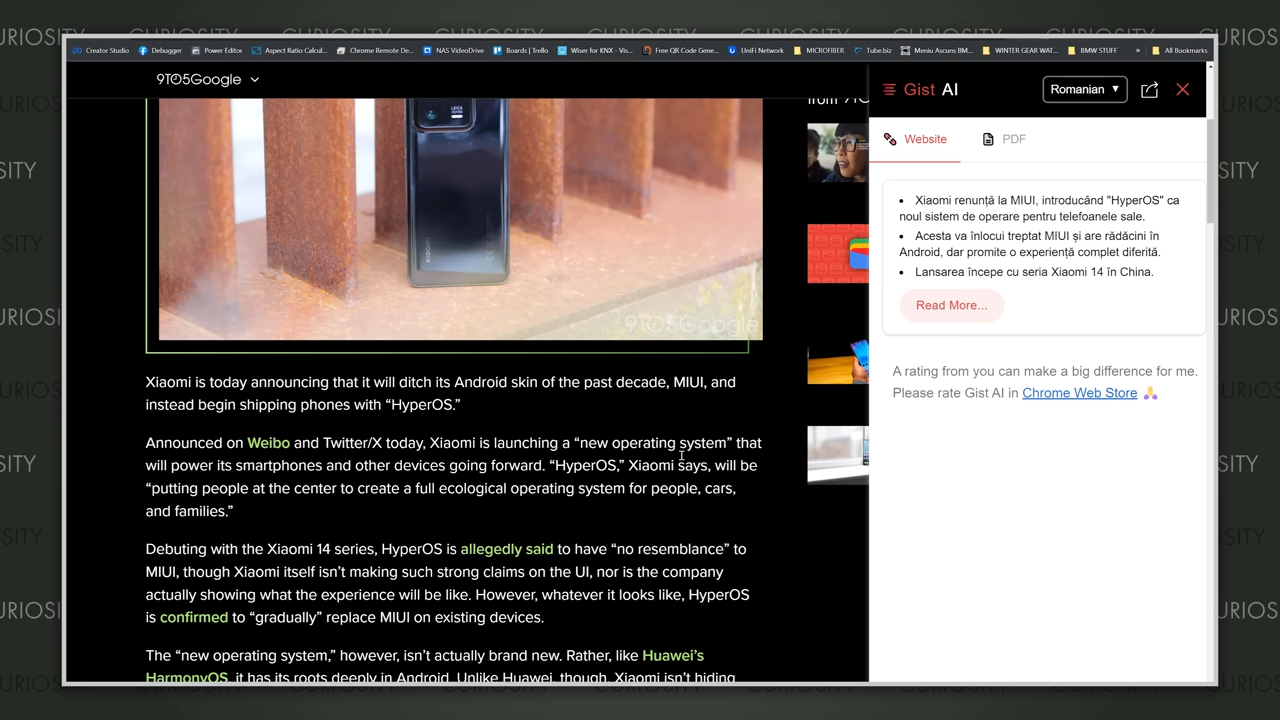 CURIOSITY
Creator Studio
Debugger
Power Editor
Aspect Ratio Calcul...
Chrome Remote De...
NAS VideoDrive
Boards | Trello
Wiser for KNX - Vis...
Free QR Code Gene...
UniFi Network
MICROFIBER
Tube.biz
Meniu Ascuns BM...
WINTER GEAR WAT...
BMW STUFF
»
All Bookmarks
9TO5Google
from 9TO
Gist AI
Romanian ▼
Website
PDF
XIAOMI
LEICA
9TO5Google
• Xiaomi renunță la MIUI, introducând "HyperOS" ca
noul sistem de operare pentru telefoanele sale.
• Acesta va înlocui treptat MIUI și are rădăcini în
Android, dar promite o experiență complet diferită.
• Lansarea începe cu seria Xiaomi 14 în China.
Read More...
A rating from you can make a big difference for me.
Please rate Gist AI in Chrome Web Store 🙏
Xiaomi is today announcing that it will ditch its Android skin of the past decade, MIUI, and
instead begin shipping phones with “HyperOS.”
Announced on Weibo and Twitter/X today, Xiaomi is launching a “new operating system” that
will power its smartphones and other devices going forward. “HyperOS,” Xiaomi says, will be
“putting people at the center to create a full ecological operating system for people, cars,
and families.”
Debuting with the Xiaomi 14 series, HyperOS is allegedly said to have “no resemblance” to
MIUI, though Xiaomi itself isn’t making such strong claims on the UI, nor is the company
actually showing what the experience will be like. However, whatever it looks like, HyperOS
is confirmed to “gradually” replace MIUI on existing devices.
The “new operating system,” however, isn’t actually brand new. Rather, like Huawei’s
HarmonyOS, it has its roots deeply in Android. Unlike Huawei, though, Xiaomi isn’t hiding